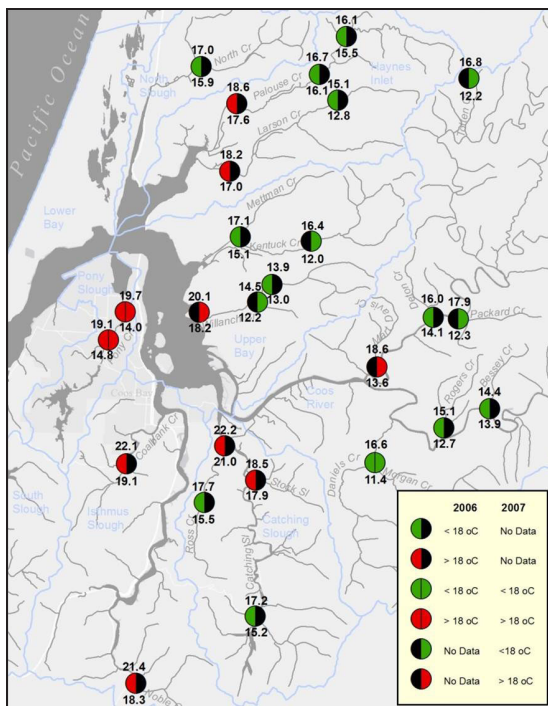 16.1
15.5
17.0
15.9
North Cr
16.7
16.1
Haynes
Inlet
16.8
12.2
Pacific Ocean
North
Slough
18.6
17.6
Palouse Cr
15.1
12.8
Larson Cr
18.2
17.0
Mettman Cr
Lower
Bay
17.1
15.1
Kentuck Cr
16.4
12.0
Pony
Slough
13.9
13.0
14.5
12.2
20.1
18.2
19.7
14.0
19.1
14.8
Pony Cr
Upper
Bay
16.0
14.1
17.9
12.3
Packard Cr
18.6
13.6
Coos
River
Coos Bay
Rogers Cr
Bessey Cr
14.4
13.9
15.1
12.7
22.2
21.0
22.1
19.1
Coalbank Cr
16.6
11.4
Daniels Cr
Morgan Cr
18.5
17.9
Stock Sl
17.7
15.5
South
Slough
Isthmus
Slough
Catching
Slough
Catching Sl
17.2
15.2
21.4
18.3
Noble
2006 2007
< 18 oC No Data
> 18 oC No Data
< 18 oC < 18 oC
> 18 oC > 18 oC
No Data <18 oC
No Data > 18 oC